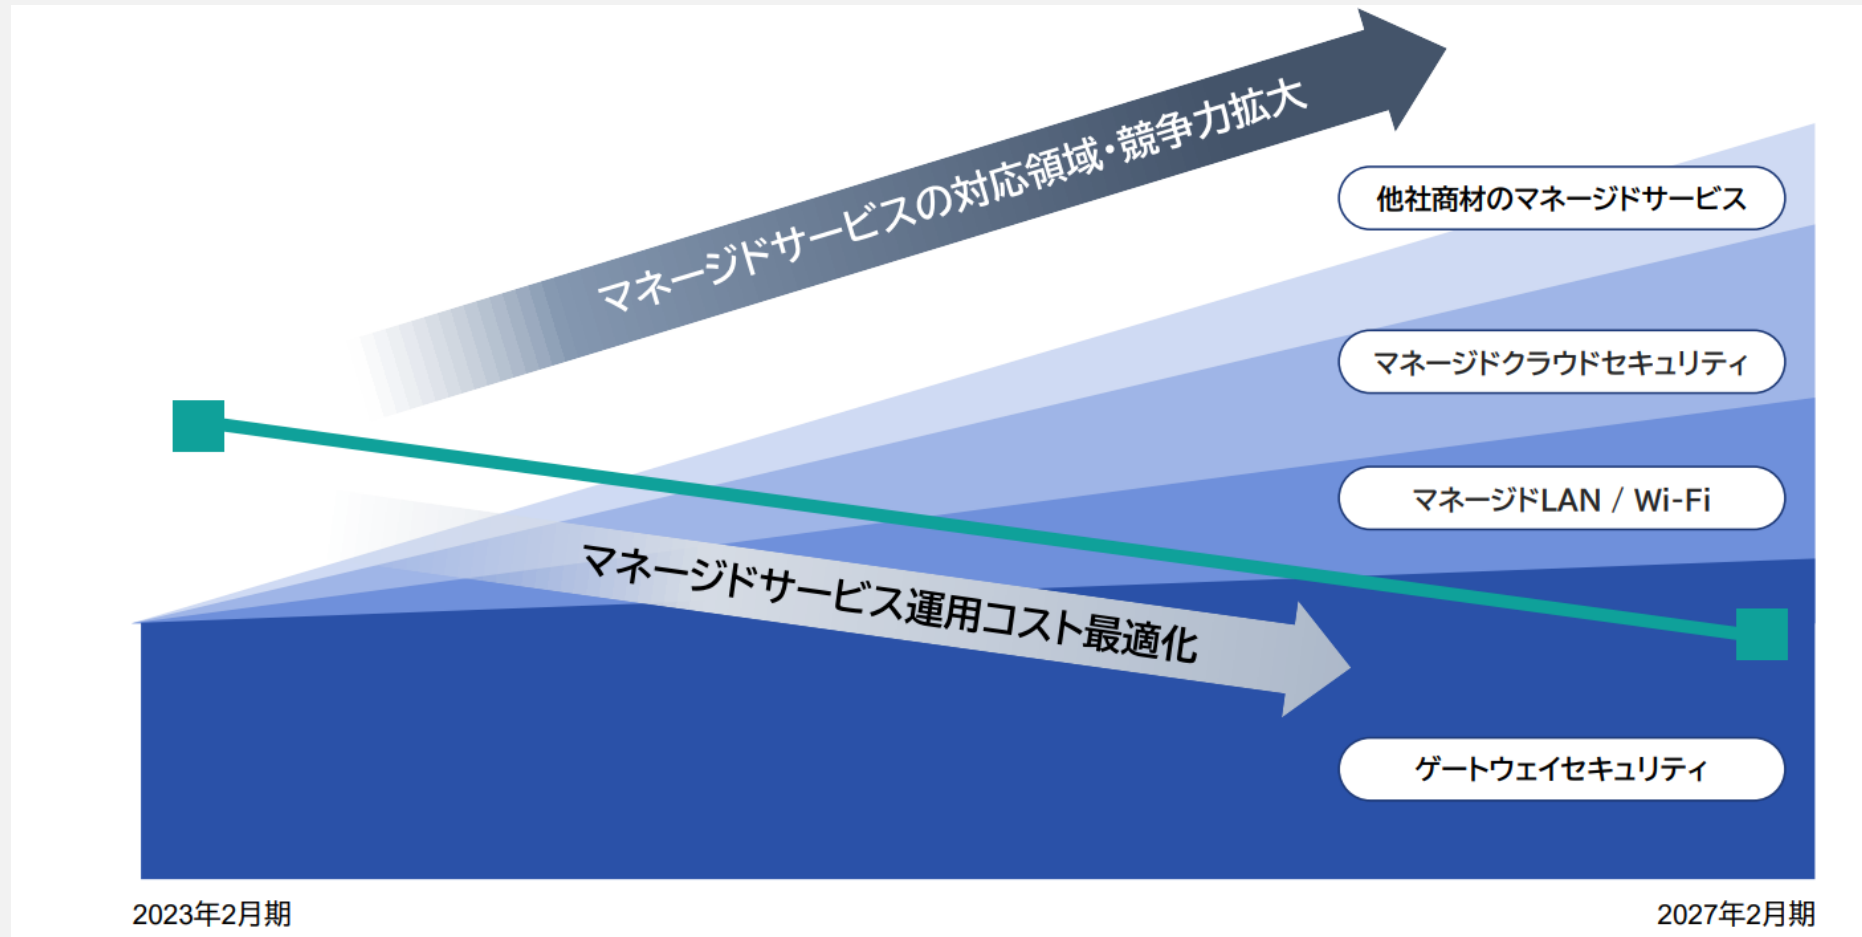 マネージドサービスの対応領域・競争力拡大
他社商材のマネージドサービス
マネージドクラウドセキュリティ
マネージドLAN / Wi-Fi
マネージドサービス運用コスト最適化
ゲートウェイセキュリティ
2023年2月期
2027年2月期